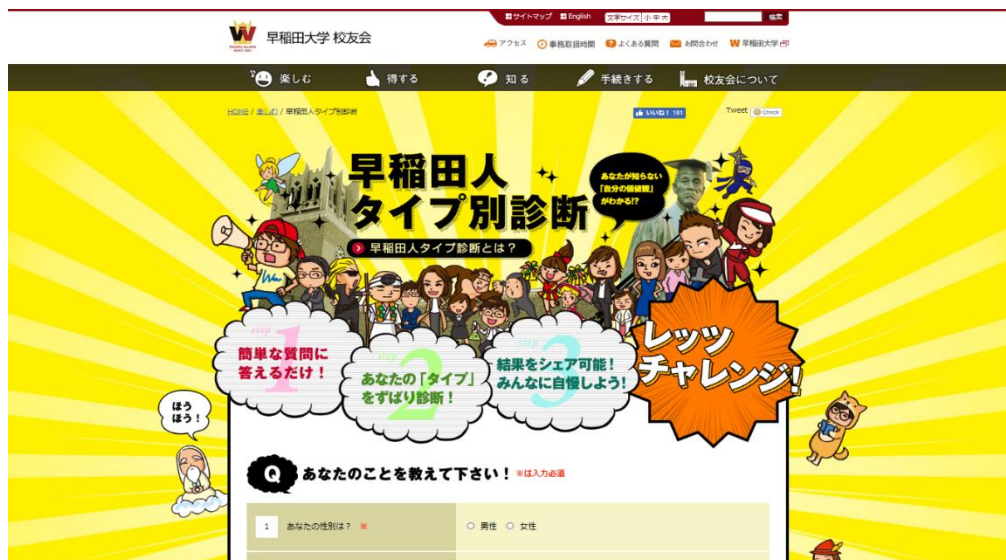 サイトマップ English 文字サイズ 小 中 大 検索
早稲田大学 校友会
アクセス 事務取扱時間 よくある質問 お問合わせ 早稲田大学
楽しむ 得する 知る 手続きする 校友会について
HOME / 楽しむ / 早稲田人タイプ別診断
いいね! 181 Tweet Check
早稲田人
タイプ別診断
あなたが知らない
「自分の価値観」
がわかる!?
早稲田人タイプ診断とは?
step 1
簡単な質問に
答えるだけ!
step 2
あなたの「タイプ」
をずばり診断!
step 3
結果をシェア可能!
みんなに自慢しよう!
レッツ
チャレンジ!
ほう
ほう!
Q あなたのことを教えて下さい! ※は入力必須
1 あなたの性別は? ※ 男性 女性